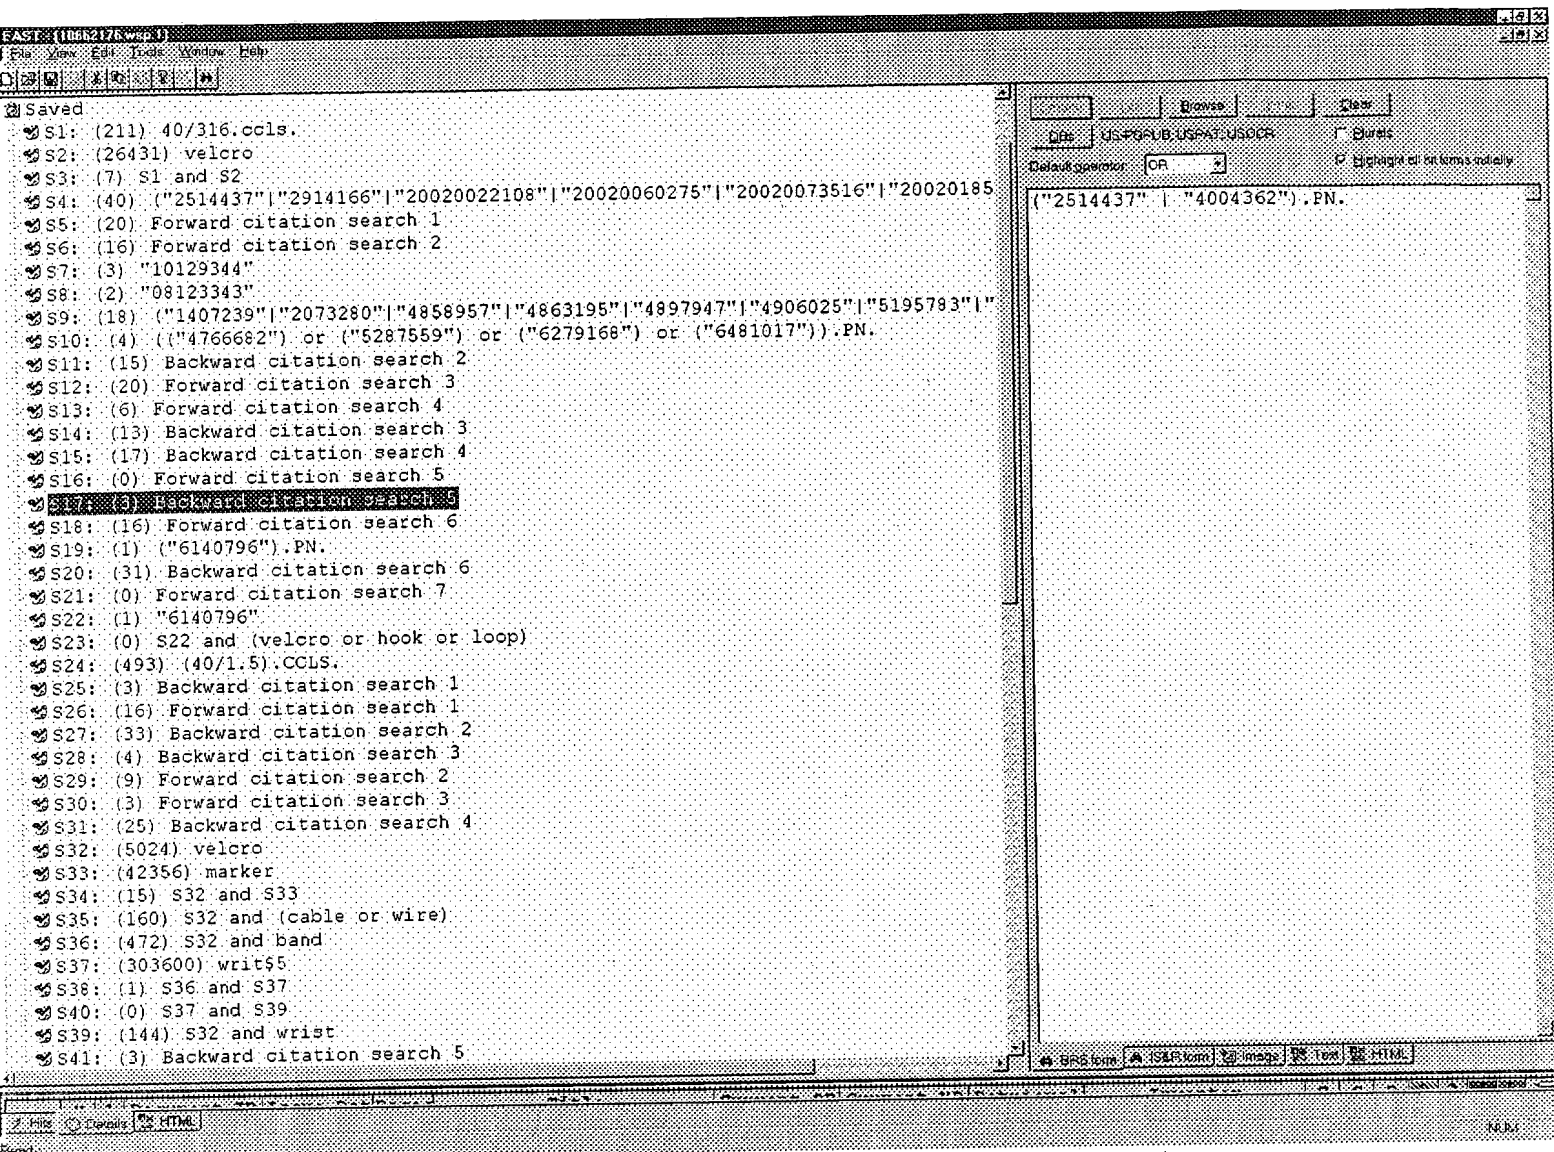 EAST - [10662176.wsp:1]
File View Edit Tools Window Help
Saved
S1: (211) 40/316.ccls.
S2: (26431) velcro
S3: (7) S1 and S2
S4: (40) ("2514437"|"2914166"|"20020022108"|"20020060275"|"20020073516"|"20020185
S5: (20) Forward citation search 1
S6: (16) Forward citation search 2
S7: (3) "10129344"
S8: (2) "08123343"
S9: (18) ("1407239"|"2073280"|"4858957"|"4863195"|"4897947"|"4906025"|"5195783"|"
S10: (4) (("4766682") or ("5287559") or ("6279168") or ("6481017")).PN.
S11: (15) Backward citation search 2
S12: (20) Forward citation search 3
S13: (6) Forward citation search 4
S14: (13) Backward citation search 3
S15: (17) Backward citation search 4
S16: (0) Forward citation search 5
S17: (3) Backward citation search 5
S18: (16) Forward citation search 6
S19: (1) ("6140796").PN.
S20: (31) Backward citation search 6
S21: (0) Forward citation search 7
S22: (1) "6140796"
S23: (0) S22 and (velcro or hook or loop)
S24: (493) (40/1.5).CCLS.
S25: (3) Backward citation search 1
S26: (16) Forward citation search 1
S27: (33) Backward citation search 2
S28: (4) Backward citation search 3
S29: (9) Forward citation search 2
S30: (3) Forward citation search 3
S31: (25) Backward citation search 4
S32: (5024) velcro
S33: (42356) marker
S34: (15) S32 and S33
S35: (160) S32 and (cable or wire)
S36: (472) S32 and band
S37: (303600) writ$5
S38: (1) S36 and S37
S40: (0) S37 and S39
S39: (144) S32 and wrist
S41: (3) Backward citation search 5
Browse Clear
DBs US-PGPUB; USPAT; USOCR Plurals
Default operator: OR Highlight all hit terms initially
("2514437" | "4004362").PN.
BRS form IS&R form Image Text HTML
Hits Details HTML
NUM